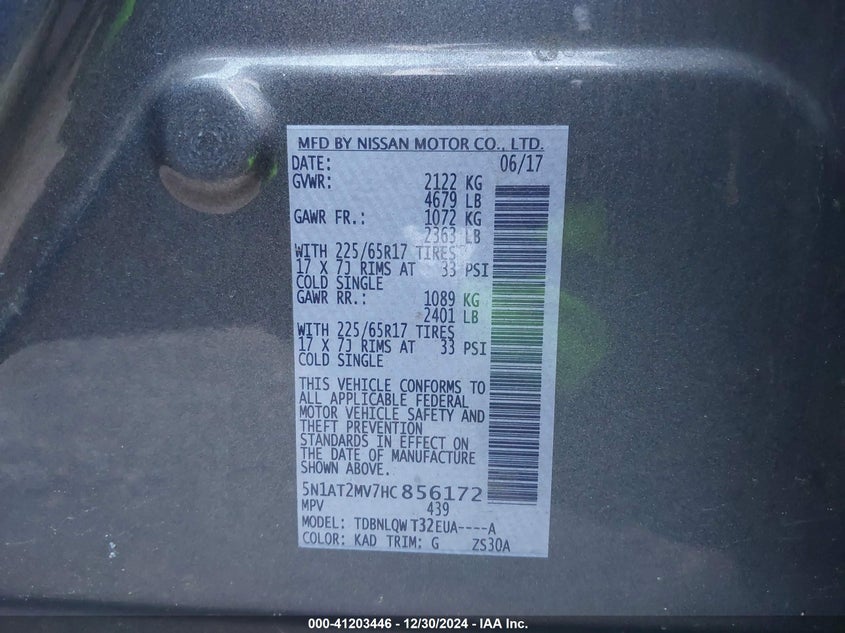 MFD BY NISSAN MOTOR CO., LTD.
DATE: 06/17
GVWR: 2122 KG
4679 LB
GAWR FR.: 1072 KG
2363 LB
WITH 225/65R17 TIRES
17 X 7J RIMS AT 33 PSI
COLD SINGLE
GAWR RR.: 1089 KG
2401 LB
WITH 225/65R17 TIRES
17 X 7J RIMS AT 33 PSI
COLD SINGLE
THIS VEHICLE CONFORMS TO
ALL APPLICABLE FEDERAL
MOTOR VEHICLE SAFETY AND
THEFT PREVENTION
STANDARDS IN EFFECT ON
THE DATE OF MANUFACTURE
SHOWN ABOVE.
5N1AT2MV7HC856172
MPV 439
MODEL: TDBNLQW T32EUA----A
COLOR: KAD TRIM: G ZS30A
000-41203446 - 12/30/2024 - IAA Inc.